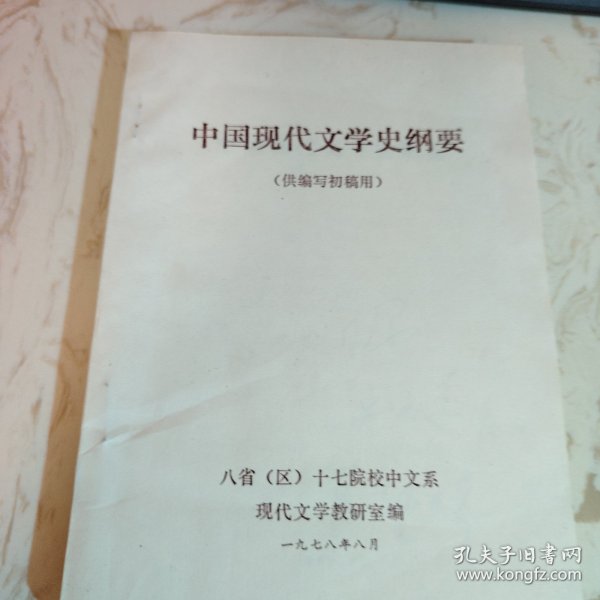 中国现代文学史纲要
（供编写初稿用）
八省（区）十七院校中文系
现代文学教研室编
一九七八年八月
孔夫子旧书网
www.kongfz.com